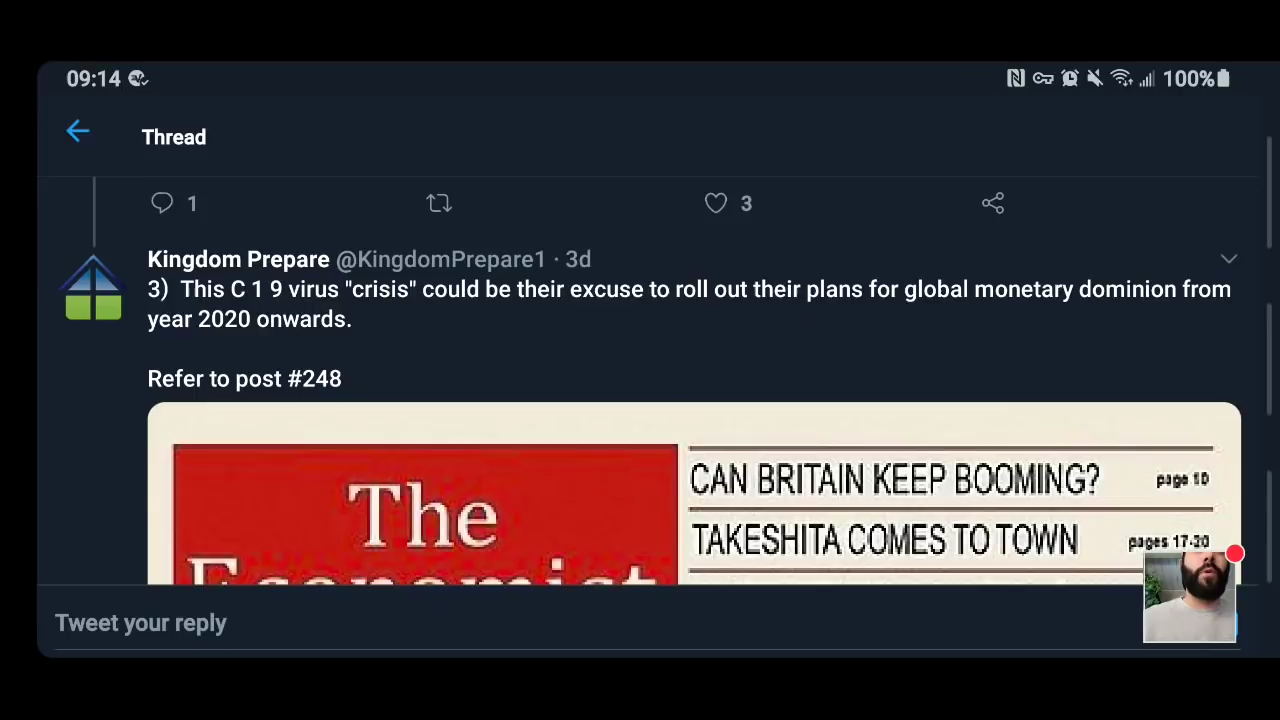 09:14 100%
Thread
1 3
Kingdom Prepare @KingdomPrepare1 · 3d
3) This C 1 9 virus "crisis" could be their excuse to roll out their plans for global monetary dominion from
year 2020 onwards.
Refer to post #248
The
Economist
CAN BRITAIN KEEP BOOMING? page 10
TAKESHITA COMES TO TOWN pages 17-20
Tweet your reply